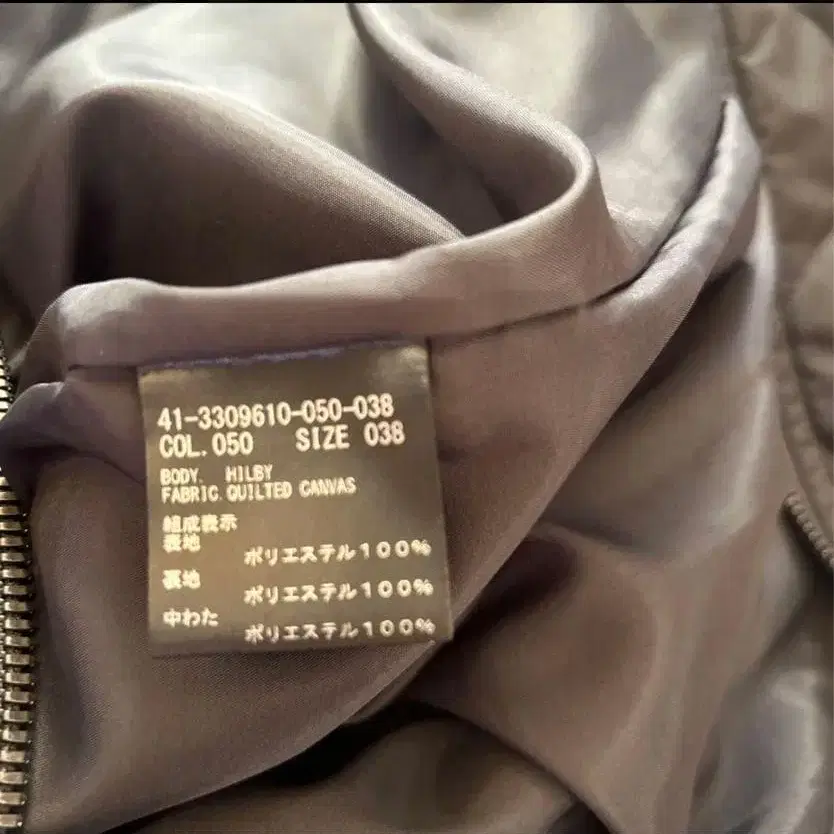 41-3309610-050-038
COL.050 SIZE 038
BODY. HILBY
FABRIC.QUILTED CANVAS
組成表示
表地
ポリエステル100%
裏地
ポリエステル100%
中わた
ポリエステル100%